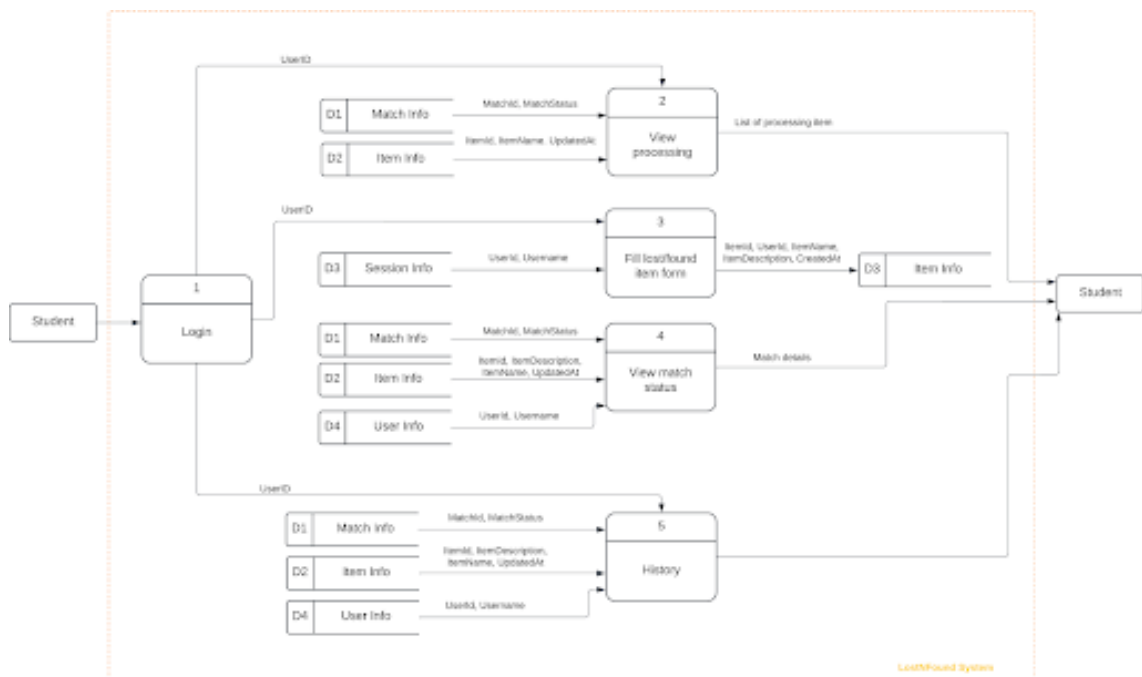 UserID
D1
Match Info
MatchId, MatchStatus
D2
Item Info
ItemId, ItemName, UpdatedAt
2
View
processing
List of processing item
UserID
D3
Session Info
UserId, Username
3
Fill lost/found
item form
ItemId, UserId, ItemName,
ItemDescription, CreatedAt
D3
Item Info
Student
1
Login
Student
D1
Match Info
MatchId, MatchStatus
D2
Item Info
ItemId, ItemDescription,
ItemName, UpdatedAt
D4
User Info
UserId, Username
4
View match
status
Match details
UserID
D1
Match Info
MatchId, MatchStatus
D2
Item Info
ItemId, ItemDescription,
ItemName, UpdatedAt
D4
User Info
UserId, Username
5
History
LostNFound System